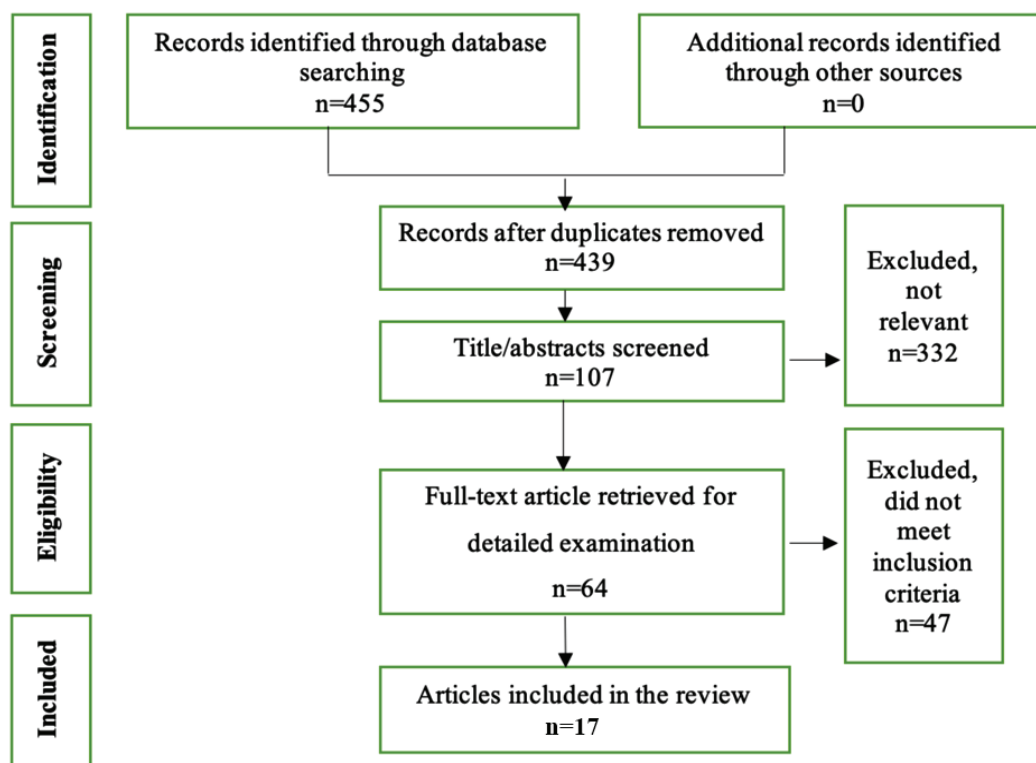 Identification
Records identified through database
searching
n=455
Additional records identified
through other sources
n=0
Screening
Records after duplicates removed
n=439
Title/abstracts screened
n=107
Excluded,
not
relevant
n=332
Eligibility
Full-text article retrieved for
detailed examination
n=64
Excluded,
did not
meet
inclusion
criteria
n=47
Included
Articles included in the review
n=17